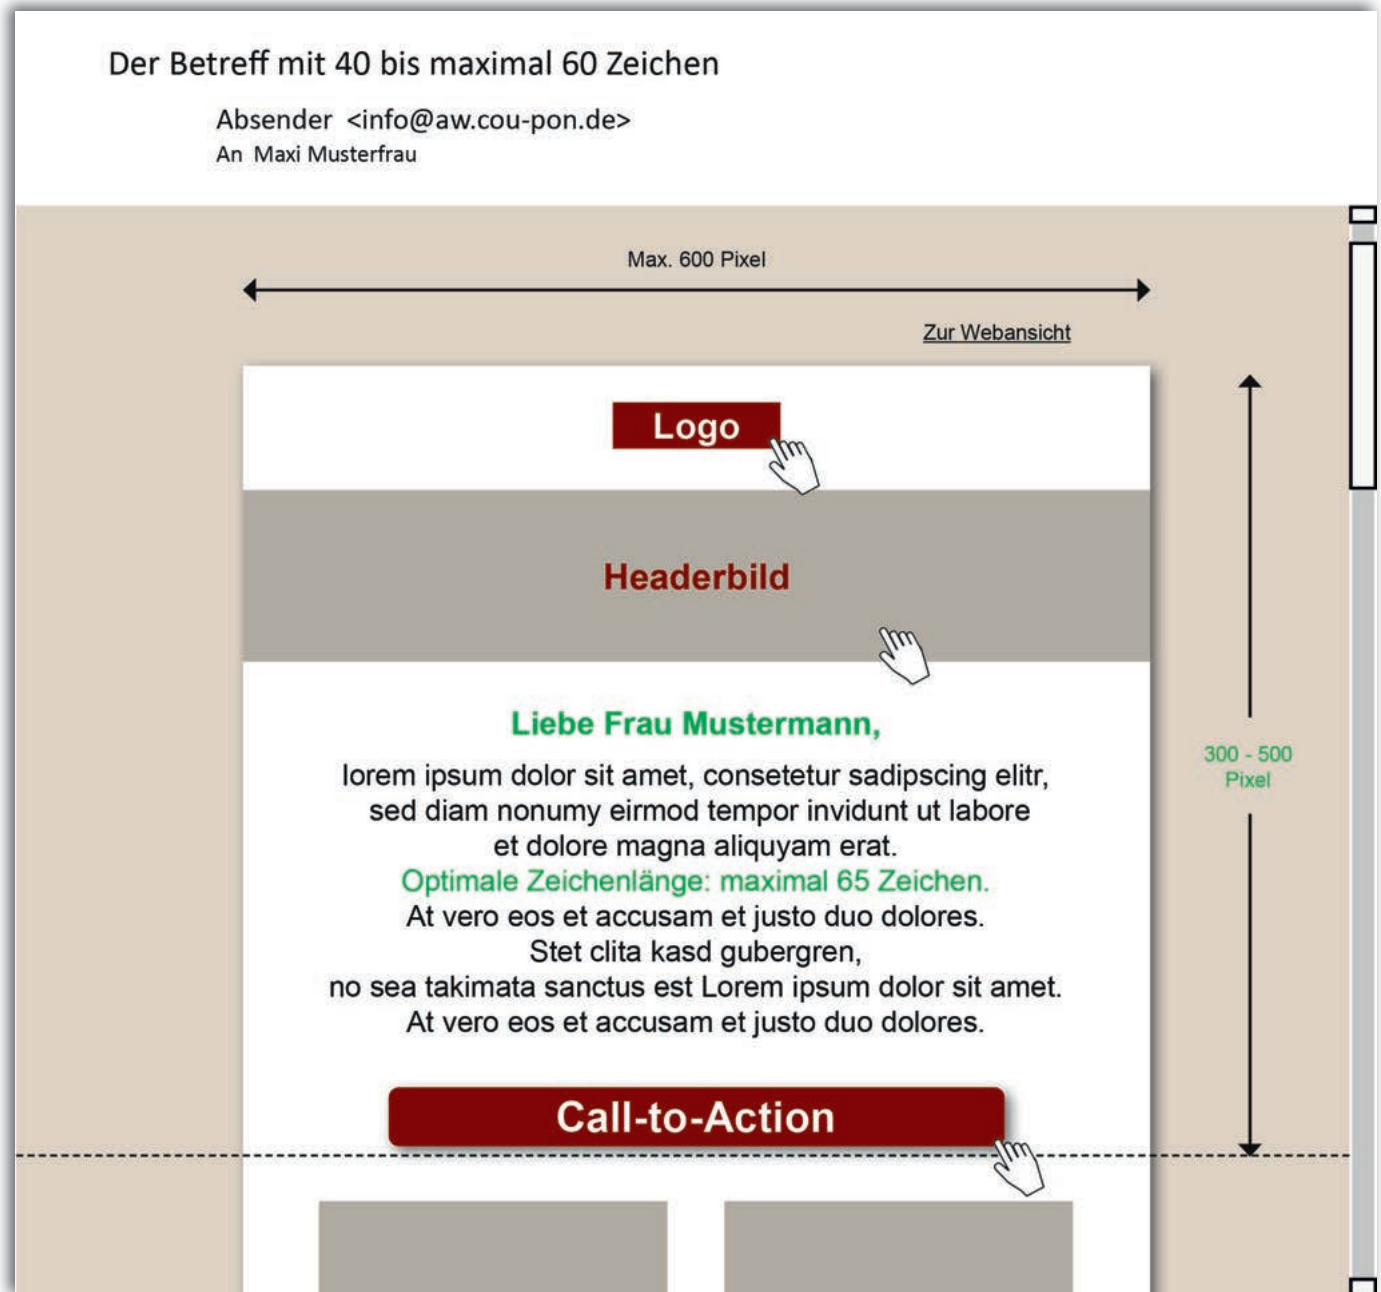 Der Betreff mit 40 bis maximal 60 Zeichen
Absender <info@aw.cou-pon.de>
An Maxi Musterfrau
Max. 600 Pixel
Zur Webansicht
Logo
Headerbild
Liebe Frau Mustermann,
lorem ipsum dolor sit amet, consetetur sadipscing elitr,
sed diam nonumy eirmod tempor invidunt ut labore
et dolore magna aliquyam erat.
Optimale Zeichenlänge: maximal 65 Zeichen.
At vero eos et accusam et justo duo dolores.
Stet clita kasd gubergren,
no sea takimata sanctus est Lorem ipsum dolor sit amet.
At vero eos et accusam et justo duo dolores.
300 - 500
Pixel
Call-to-Action